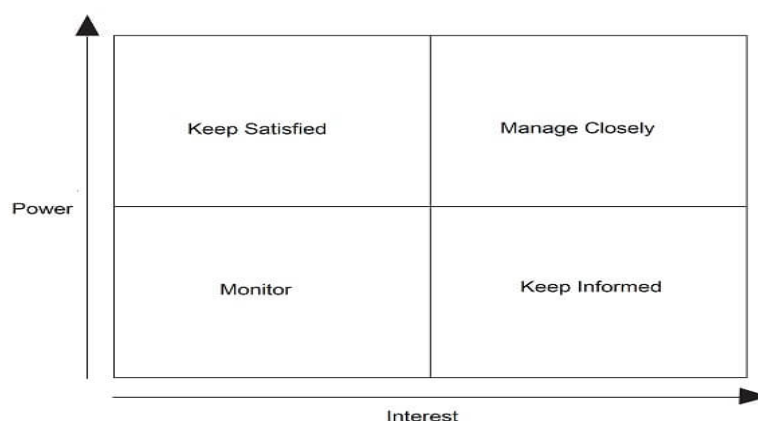 Keep Satisfied
Manage Closely
Power
Monitor
Keep Informed
Interest